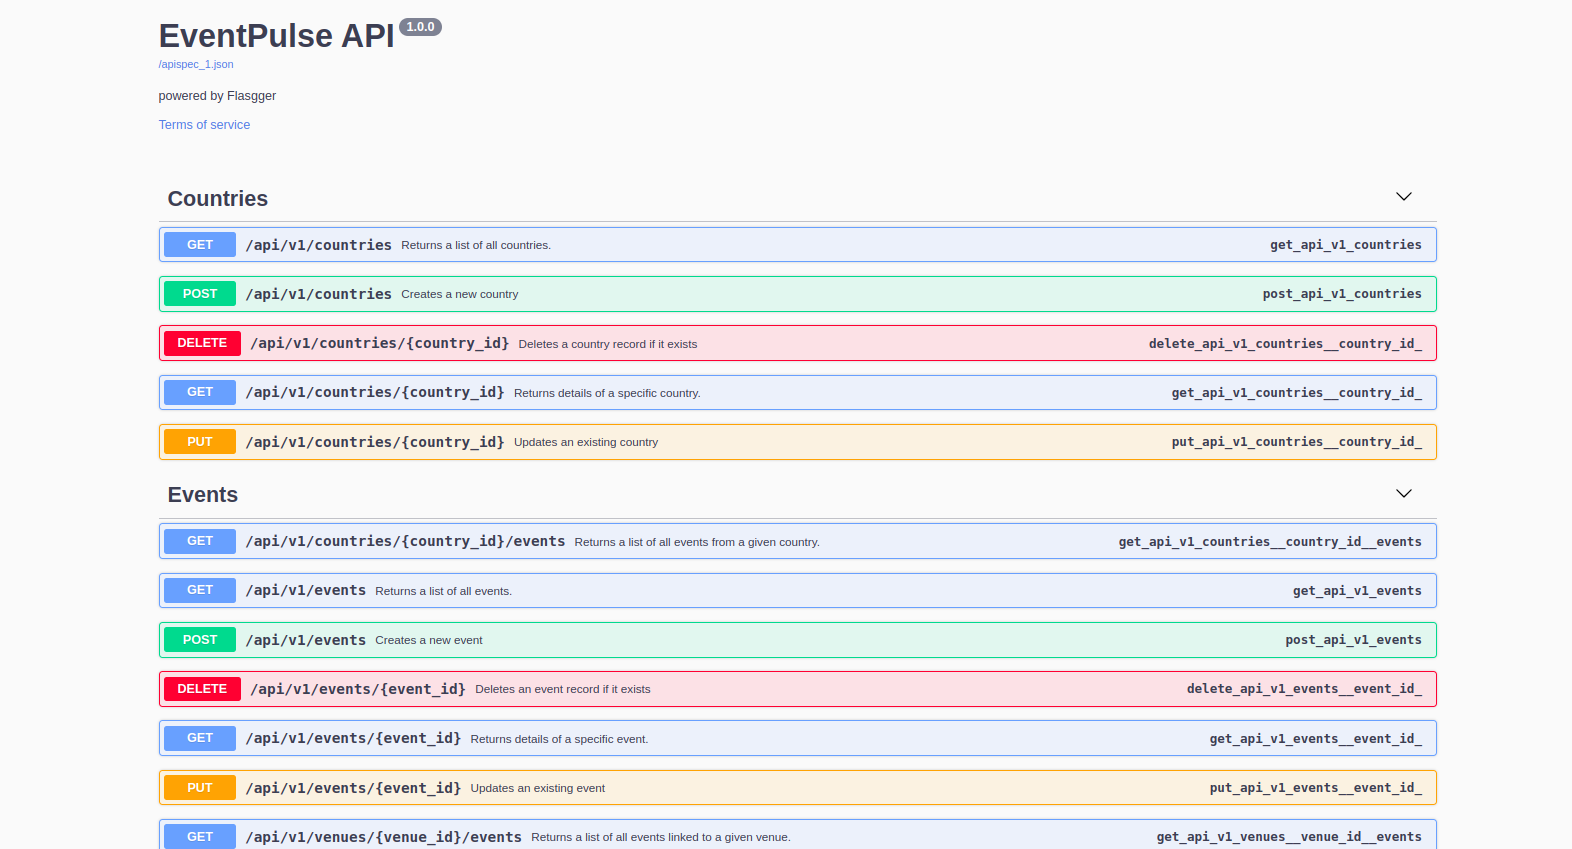 EventPulse API 1.0.0
/apispec_1.json
powered by Flasgger
Terms of service
Countries
GET /api/v1/countries Returns a list of all countries. get_api_v1_countries
POST /api/v1/countries Creates a new country post_api_v1_countries
DELETE /api/v1/countries/{country_id} Deletes a country record if it exists delete_api_v1_countries__country_id_
GET /api/v1/countries/{country_id} Returns details of a specific country. get_api_v1_countries__country_id_
PUT /api/v1/countries/{country_id} Updates an existing country put_api_v1_countries__country_id_
Events
GET /api/v1/countries/{country_id}/events Returns a list of all events from a given country. get_api_v1_countries__country_id__events
GET /api/v1/events Returns a list of all events. get_api_v1_events
POST /api/v1/events Creates a new event post_api_v1_events
DELETE /api/v1/events/{event_id} Deletes an event record if it exists delete_api_v1_events__event_id_
GET /api/v1/events/{event_id} Returns details of a specific event. get_api_v1_events__event_id_
PUT /api/v1/events/{event_id} Updates an existing event put_api_v1_events__event_id_
GET /api/v1/venues/{venue_id}/events Returns a list of all events linked to a given venue. get_api_v1_venues__venue_id__events